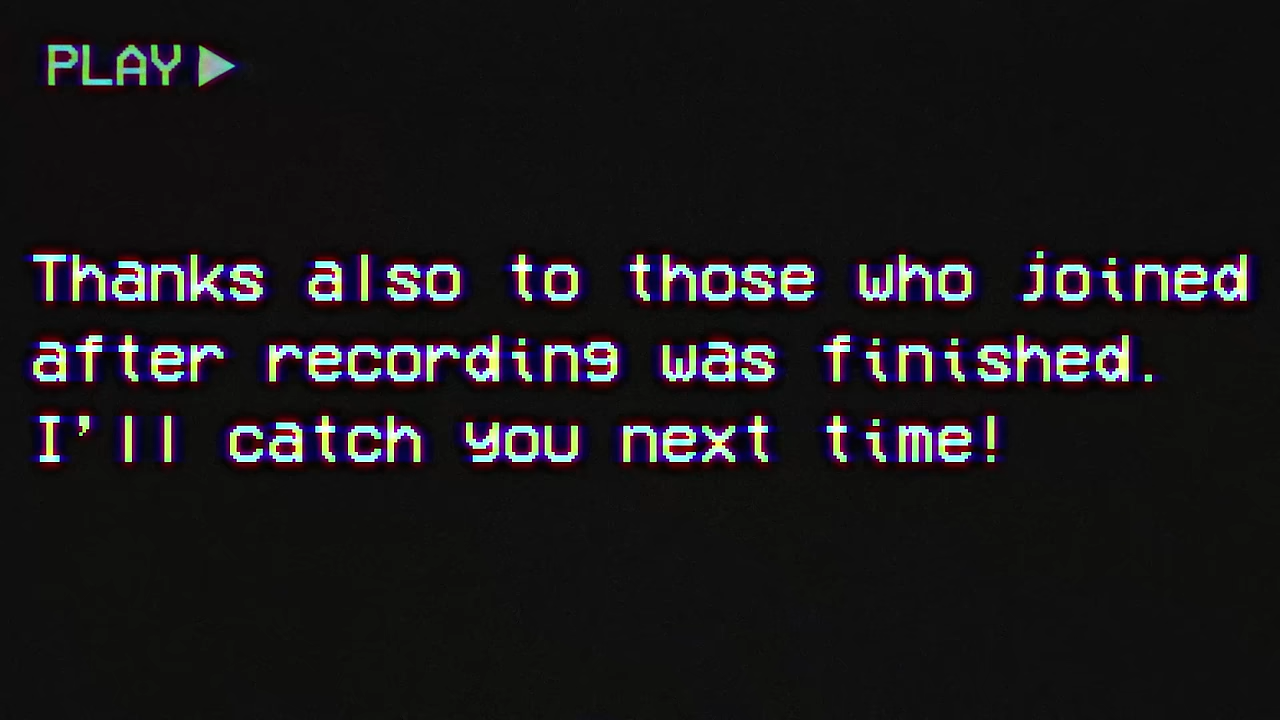 PLAY ▶
Thanks also to those who joined
after recording was finished.
I'll catch you next time!